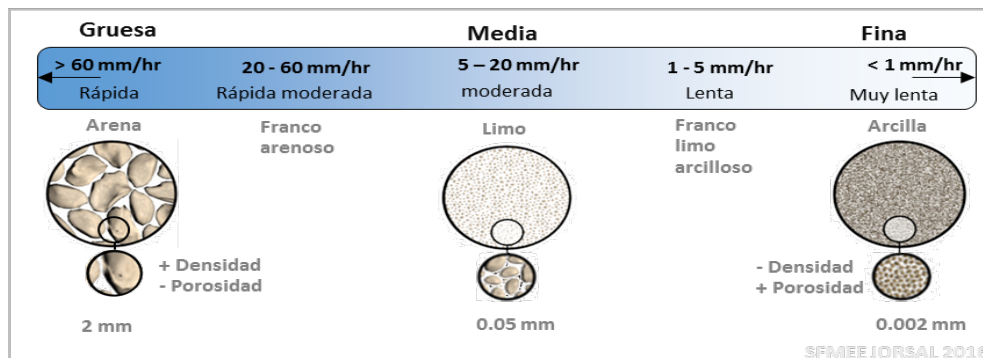 Gruesa
Media
Fina
> 60 mm/hr
20 - 60 mm/hr
5 – 20 mm/hr
1 - 5 mm/hr
< 1 mm/hr
Rápida
Rápida moderada
moderada
Lenta
Muy lenta
Arena
Franco
arenoso
Limo
Franco
limo
arcilloso
Arcilla
+ Densidad
- Porosidad
- Densidad
+ Porosidad
2 mm
0.05 mm
0.002 mm
SFMEEJORSAL 2016